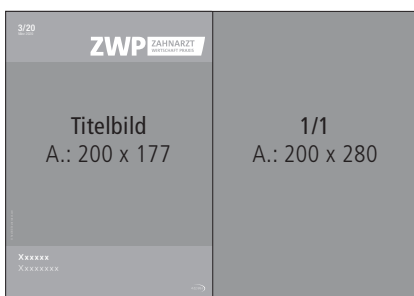 3/20
ZWP ZAHNARZT
WIRTSCHAFT PRAXIS
Titelbild
A.: 200 x 177
1/1
A.: 200 x 280
Xxxxxx
Xxxxxxxx